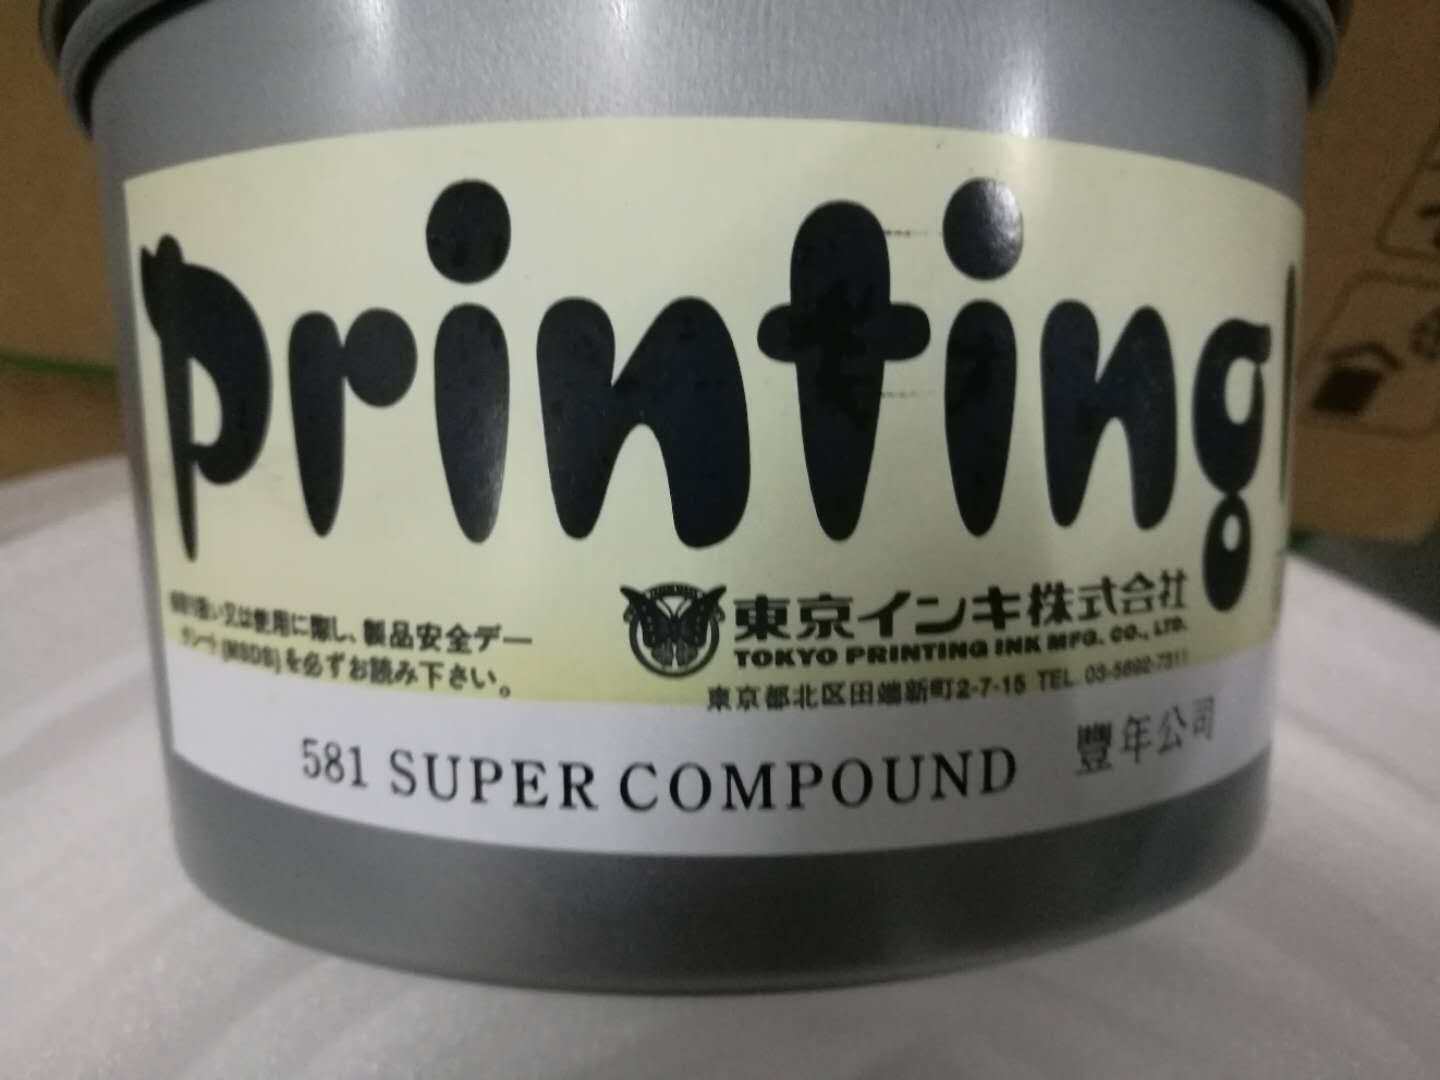 Printing
い又は使用に際し、製品安全デー
シート(MSDS)を必ずお読み下さい。
東京インキ株式会社
TOKYO PRINTING INK MFG. CO., LTD.
東京都北区田端新町2-7-15 TEL 03-5692-7311
581 SUPER COMPOUND 豐年公司